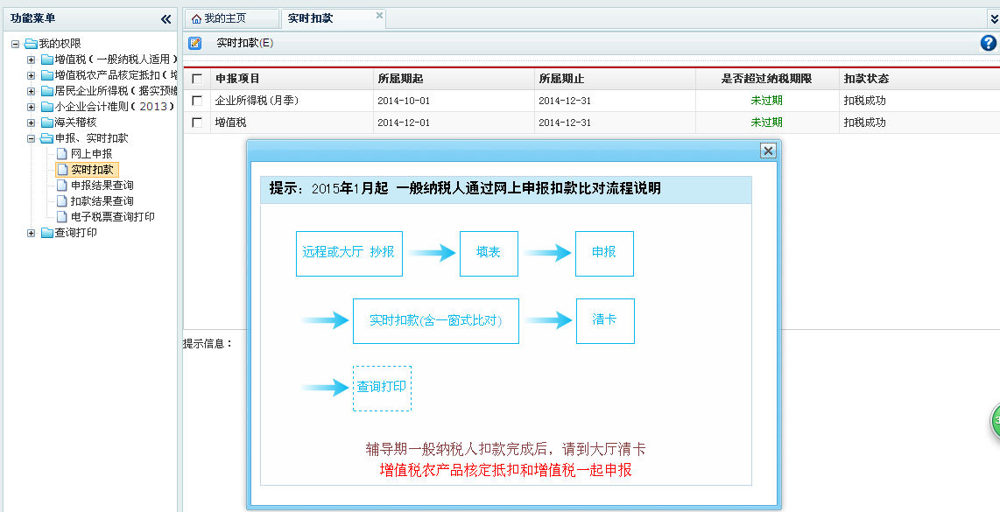 功能菜单
我的权限
增值税(一般纳税人适用)
增值税农产品核定抵扣(增
居民企业所得税(据实预缴
小企业会计准则(2013)
海关稽核
申报、实时扣款
网上申报
实时扣款
申报结果查询
扣款结果查询
电子税票查询打印
查询打印
我的主页 实时扣款
实时扣款(E)
申报项目 所属期起 所属期止 是否超过纳税期限 扣款状态
企业所得税(月季) 2014-10-01 2014-12-31 未过期 扣税成功
增值税 2014-12-01 2014-12-31 未过期 扣税成功
提示：2015年1月起 一般纳税人通过网上申报扣款比对流程说明
远程或大厅 抄报 填表 申报
实时扣款(含一窗式比对) 清卡
查询打印
辅导期一般纳税人扣款完成后，请到大厅清卡
增值税农产品核定抵扣和增值税一起申报
提示信息：